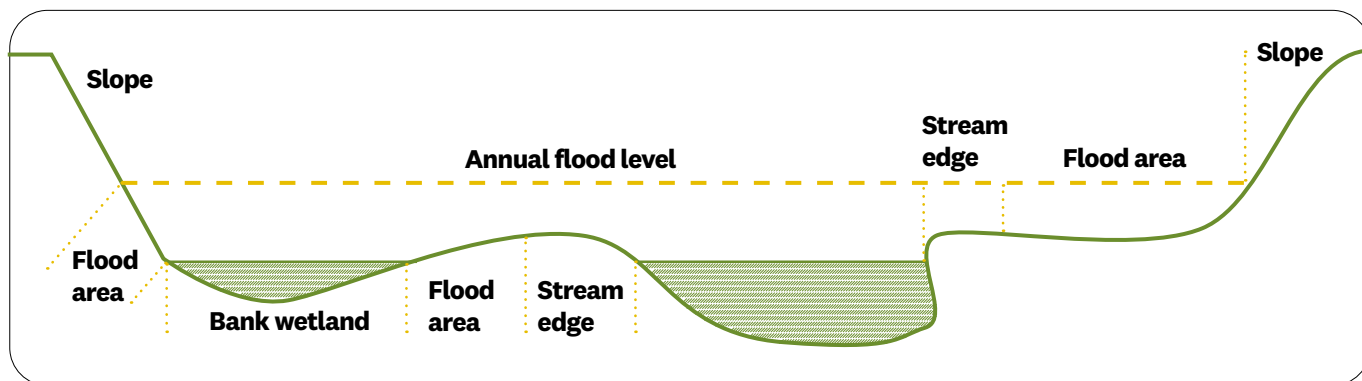 Slope
Slope
Stream
edge
Annual flood level
Flood area
Flood
area
Bank wetland
Flood
area
Stream
edge